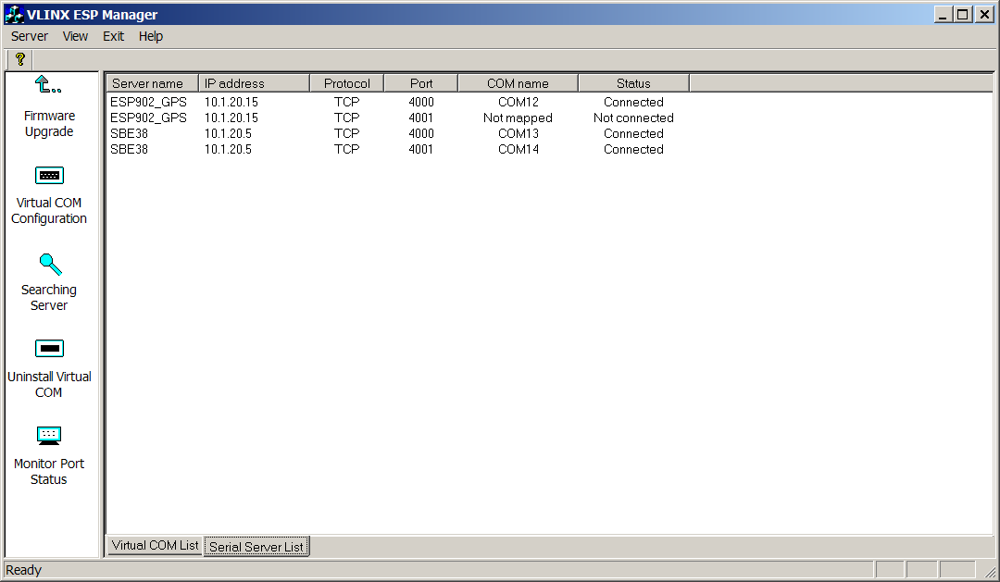 VLINX ESP Manager
Server View Exit Help
?
Firmware
Upgrade
Virtual COM
Configuration
Searching
Server
Uninstall Virtual
COM
Monitor Port
Status
Server name IP address Protocol Port COM name Status
ESP902_GPS 10.1.20.15 TCP 4000 COM12 Connected
ESP902_GPS 10.1.20.15 TCP 4001 Not mapped Not connected
SBE38 10.1.20.5 TCP 4000 COM13 Connected
SBE38 10.1.20.5 TCP 4001 COM14 Connected
Virtual COM List Serial Server List
Ready